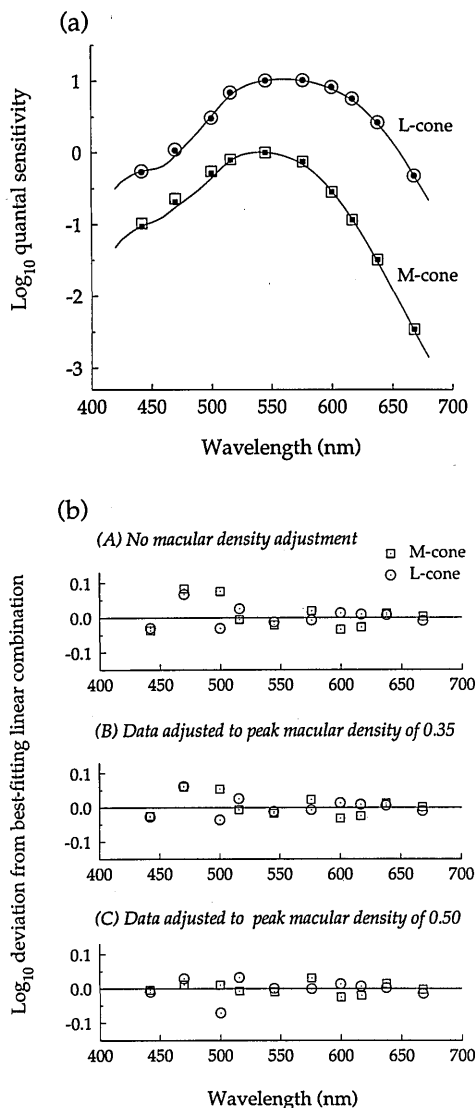 (a)
Log10 quantal sensitivity
1
0
-1
-2
-3
L-cone
M-cone
400 450 500 550 600 650 700
Wavelength (nm)
(b)
(A) No macular density adjustment
M-cone
L-cone
0.1
0.0
-0.1
400 450 500 550 600 650 700
(B) Data adjusted to peak macular density of 0.35
0.1
0.0
-0.1
400 450 500 550 600 650 700
(C) Data adjusted to peak macular density of 0.50
0.1
0.0
-0.1
400 450 500 550 600 650 700
Log10 deviation from best-fitting linear combination
Wavelength (nm)